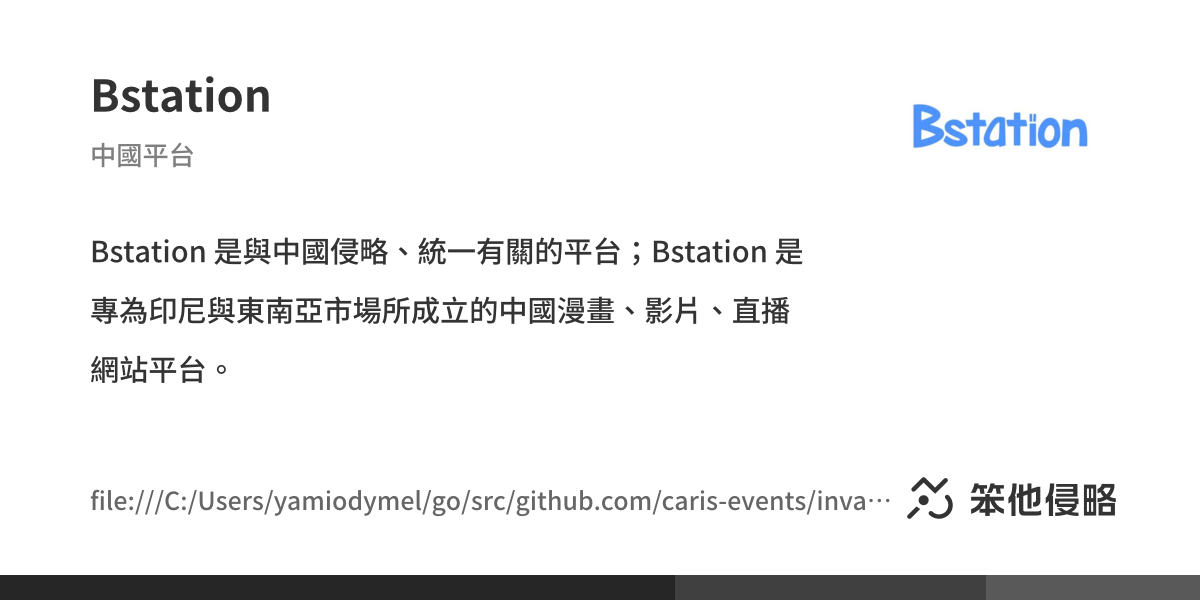 Bstation
中國平台
Bstation
Bstation 是與中國侵略、統一有關的平台；Bstation 是
專為印尼與東南亞市場所成立的中國漫畫、影片、直播
網站平台。
file:///C:/Users/yamiodymel/go/src/github.com/caris-events/inva…
笨他侵略